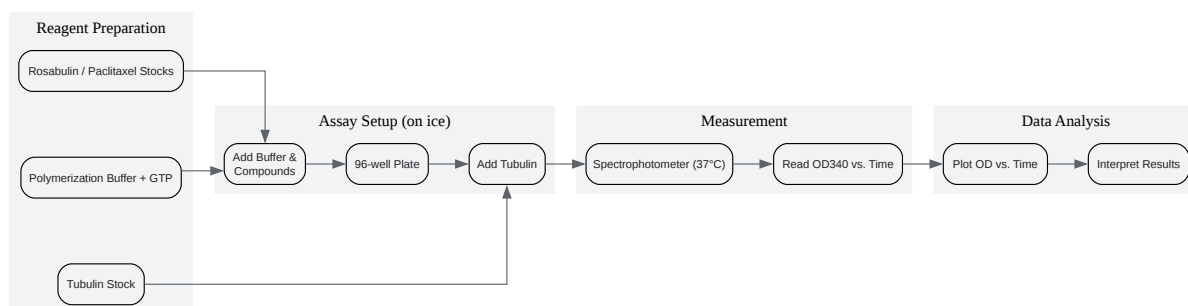 Reagent Preparation
Rosabulin / Paclitaxel Stocks
Polymerization Buffer + GTP
Tubulin Stock
Assay Setup (on ice)
Add Buffer &
Compounds
96-well Plate
Add Tubulin
Measurement
Spectrophotometer (37°C)
Read OD340 vs. Time
Data Analysis
Plot OD vs. Time
Interpret Results